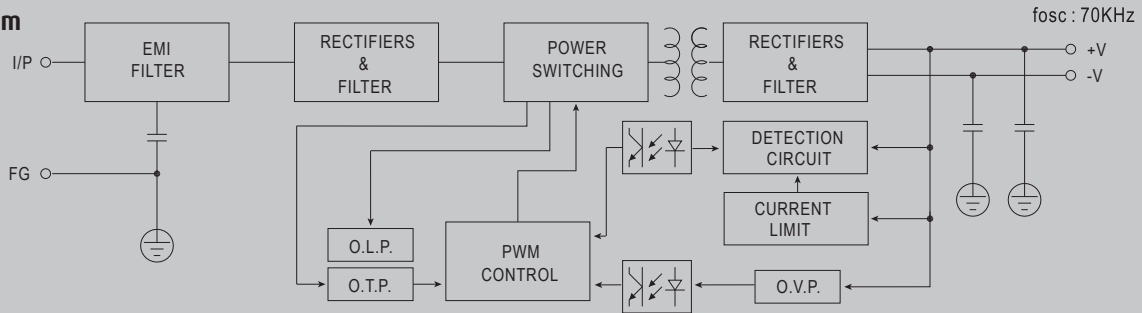 m
fosc : 70KHz
I/P
EMI
FILTER
RECTIFIERS
&
FILTER
POWER
SWITCHING
RECTIFIERS
&
FILTER
+V
-V
FG
DETECTION
CIRCUIT
CURRENT
LIMIT
O.L.P.
O.T.P.
PWM
CONTROL
O.V.P.